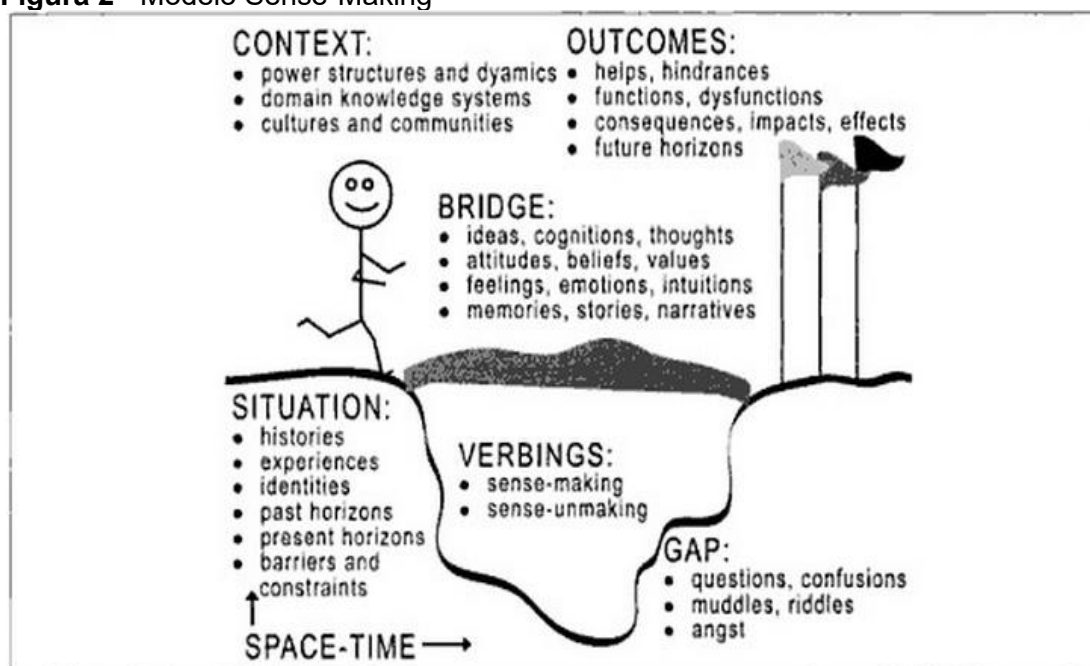 Figura 2 - Modelo Sense-Making
CONTEXT:
• power structures and dyamics
• domain knowledge systems
• cultures and communities
OUTCOMES:
• helps, hindrances
• functions, dysfunctions
• consequences, impacts, effects
• future horizons
BRIDGE:
• ideas, cognitions, thoughts
• attitudes, beliefs, values
• feelings, emotions, intuitions
• memories, stories, narratives
SITUATION:
• histories
• experiences
• identities
• past horizons
• present horizons
• barriers and
constraints
VERBINGS:
• sense-making
• sense-unmaking
GAP:
• questions, confusions
• muddles, riddles
• angst
SPACE-TIME